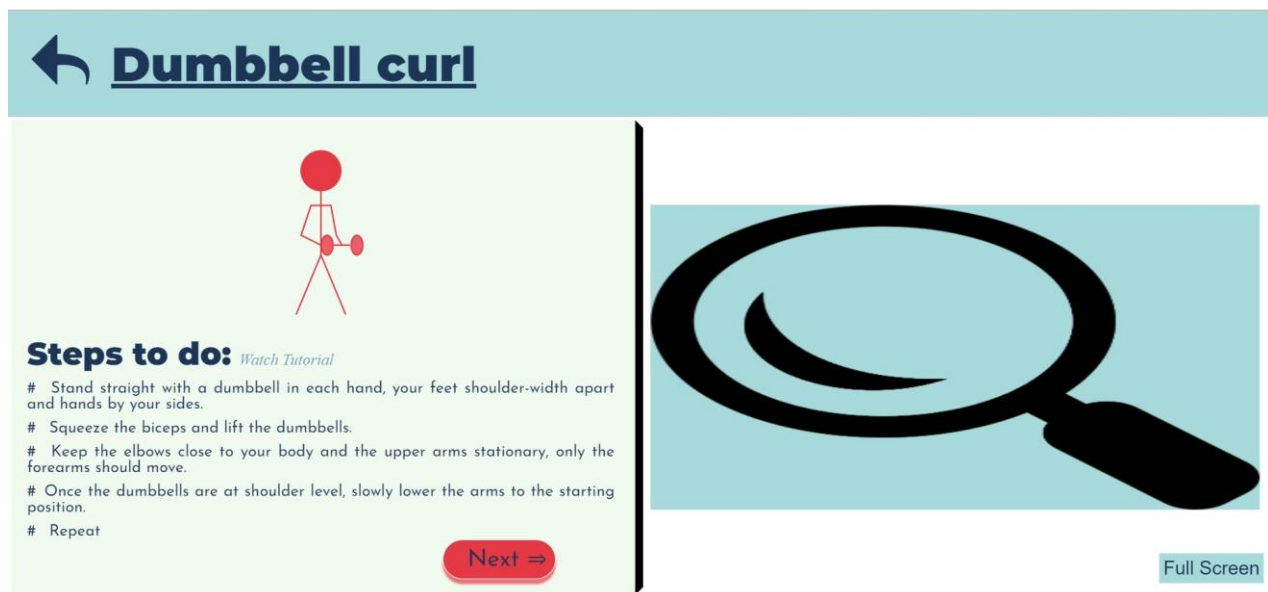 Dumbbell curl
Steps to do: Watch Tutorial
# Stand straight with a dumbbell in each hand, your feet shoulder-width apart
and hands by your sides.
# Squeeze the biceps and lift the dumbbells.
# Keep the elbows close to your body and the upper arms stationary, only the
forearms should move.
# Once the dumbbells are at shoulder level, slowly lower the arms to the starting
position.
# Repeat
Next ⇒
Full Screen